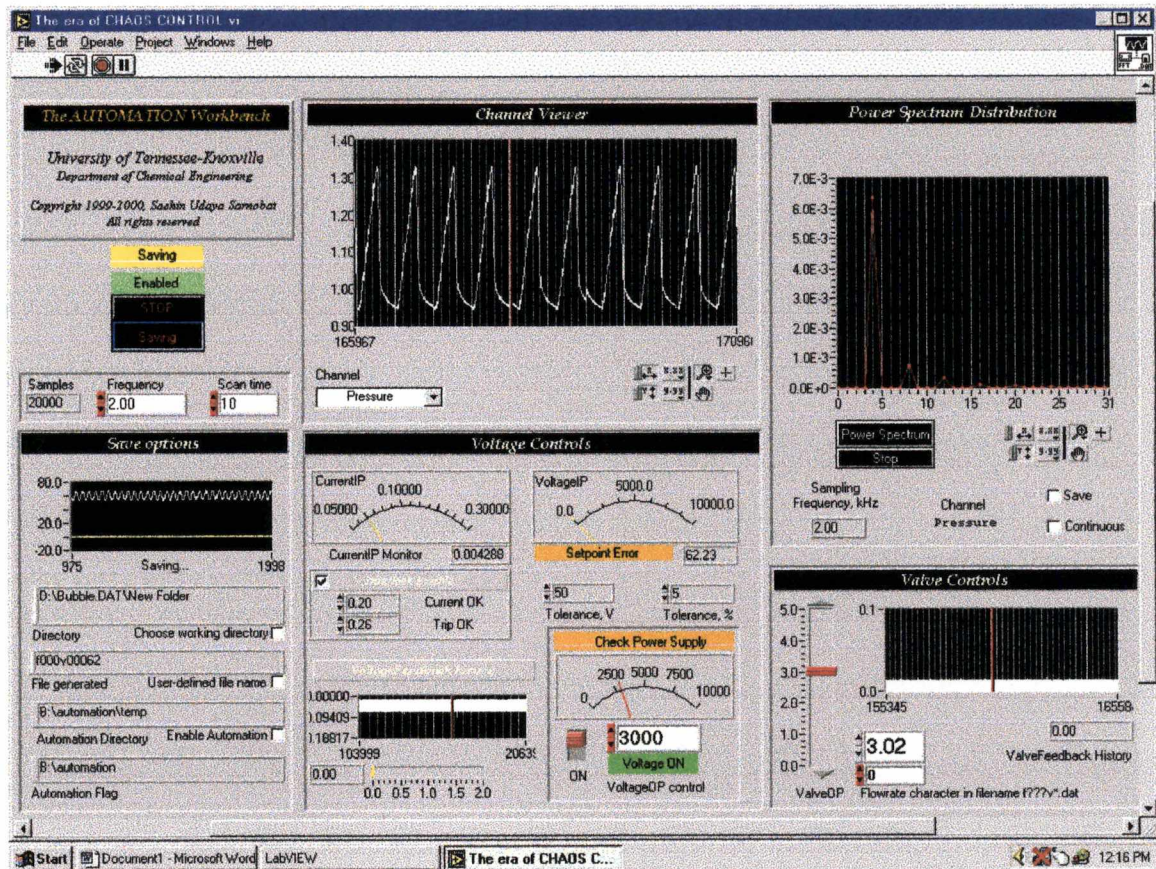 The era of CHAOS CONTROL vi
File Edit Operate Project Windows Help
The AUTOMATION Workbench
University of Tennessee-Knoxville
Department of Chemical Engineering
Copyright 1999-2000, Sachin Udaya Sarnobat
All rights reserved
Saving
Enabled
STOP
Saving
Samples
20000
Frequency
2.00
Scan time
10
Channel Viewer
1.40
1.30
1.20
1.10
1.00
0.90
165967
17096
Channel
Pressure
Power Spectrum Distribution
7.0E-3
6.0E-3
5.0E-3
4.0E-3
3.0E-3
2.0E-3
1.0E-3
0.0E+0
0 5 10 15 20 25 31
Power Spectrum
Stop
Sampling
Frequency, kHz
2.00
Channel
Pressure
Save
Continuous
Save options
80.0
20.0
-20.0
975 Saving... 1998
D:\Bubble.DAT\New Folder
Directory Choose working directory
f000v00062
File generated User-defined file name
B:\automation\temp
Automation Directory Enable Automation
B:\automation
Automation Flag
Voltage Controls
CurrentIP
0.05000 0.10000 0.30000
CurrentIP Monitor 0.004288
0.20 Current OK
0.26 Trip OK
0.00000
0.09409
0.18817
103999 20639
0.00
0.0 0.5 1.0 1.5 2.0
VoltageIP
0.0 5000.0 10000.0
Setpoint Error 62.23
50
Tolerance, V
5
Tolerance, %
Check Power Supply
0 2500 5000 7500 10000
3000
ON
Voltage ON
VoltageOP control
Valve Controls
5.0
4.0
3.0
2.0
1.0
0.0
ValveOP
0.1
0.0
155345 16558
0.00
ValveFeedback History
3.02
0
Flowrate character in filename f???v*.dat
Start
Document1 - Microsoft Word
LabVIEW
The era of CHAOS C...
12:16 PM